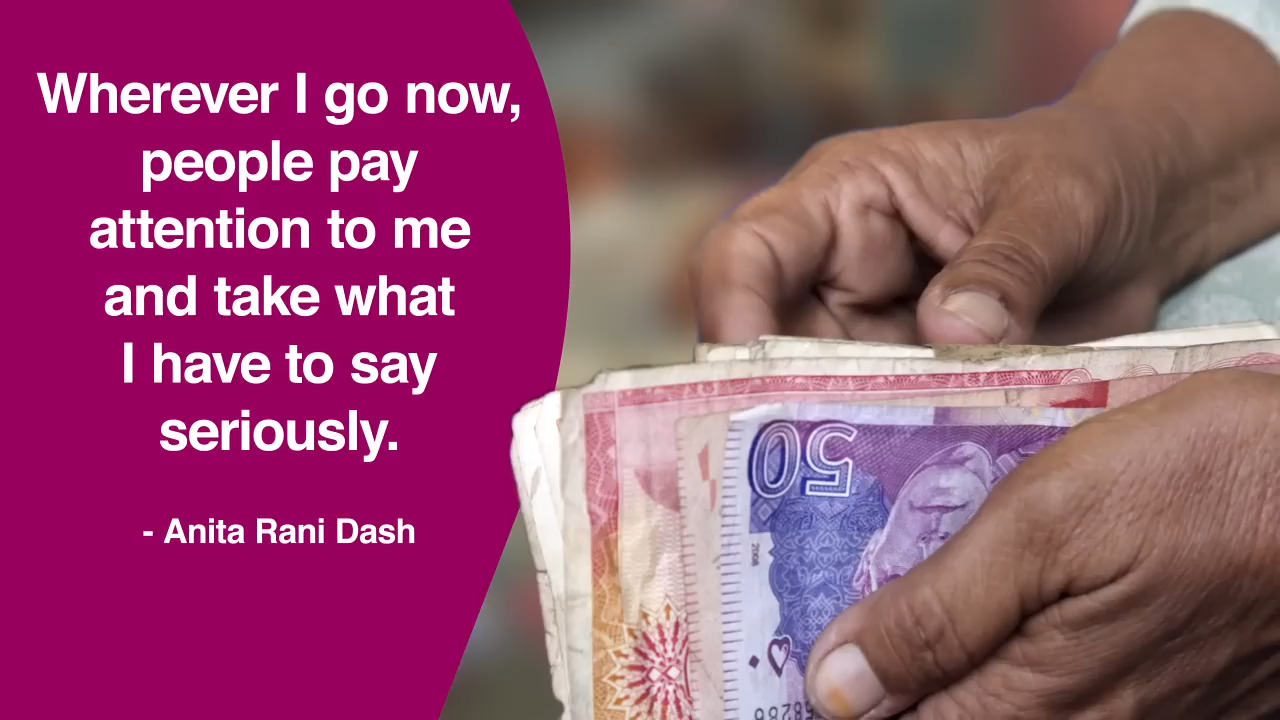 Wherever I go now,
people pay
attention to me
and take what
I have to say
seriously.
- Anita Rani Dash
50
2008